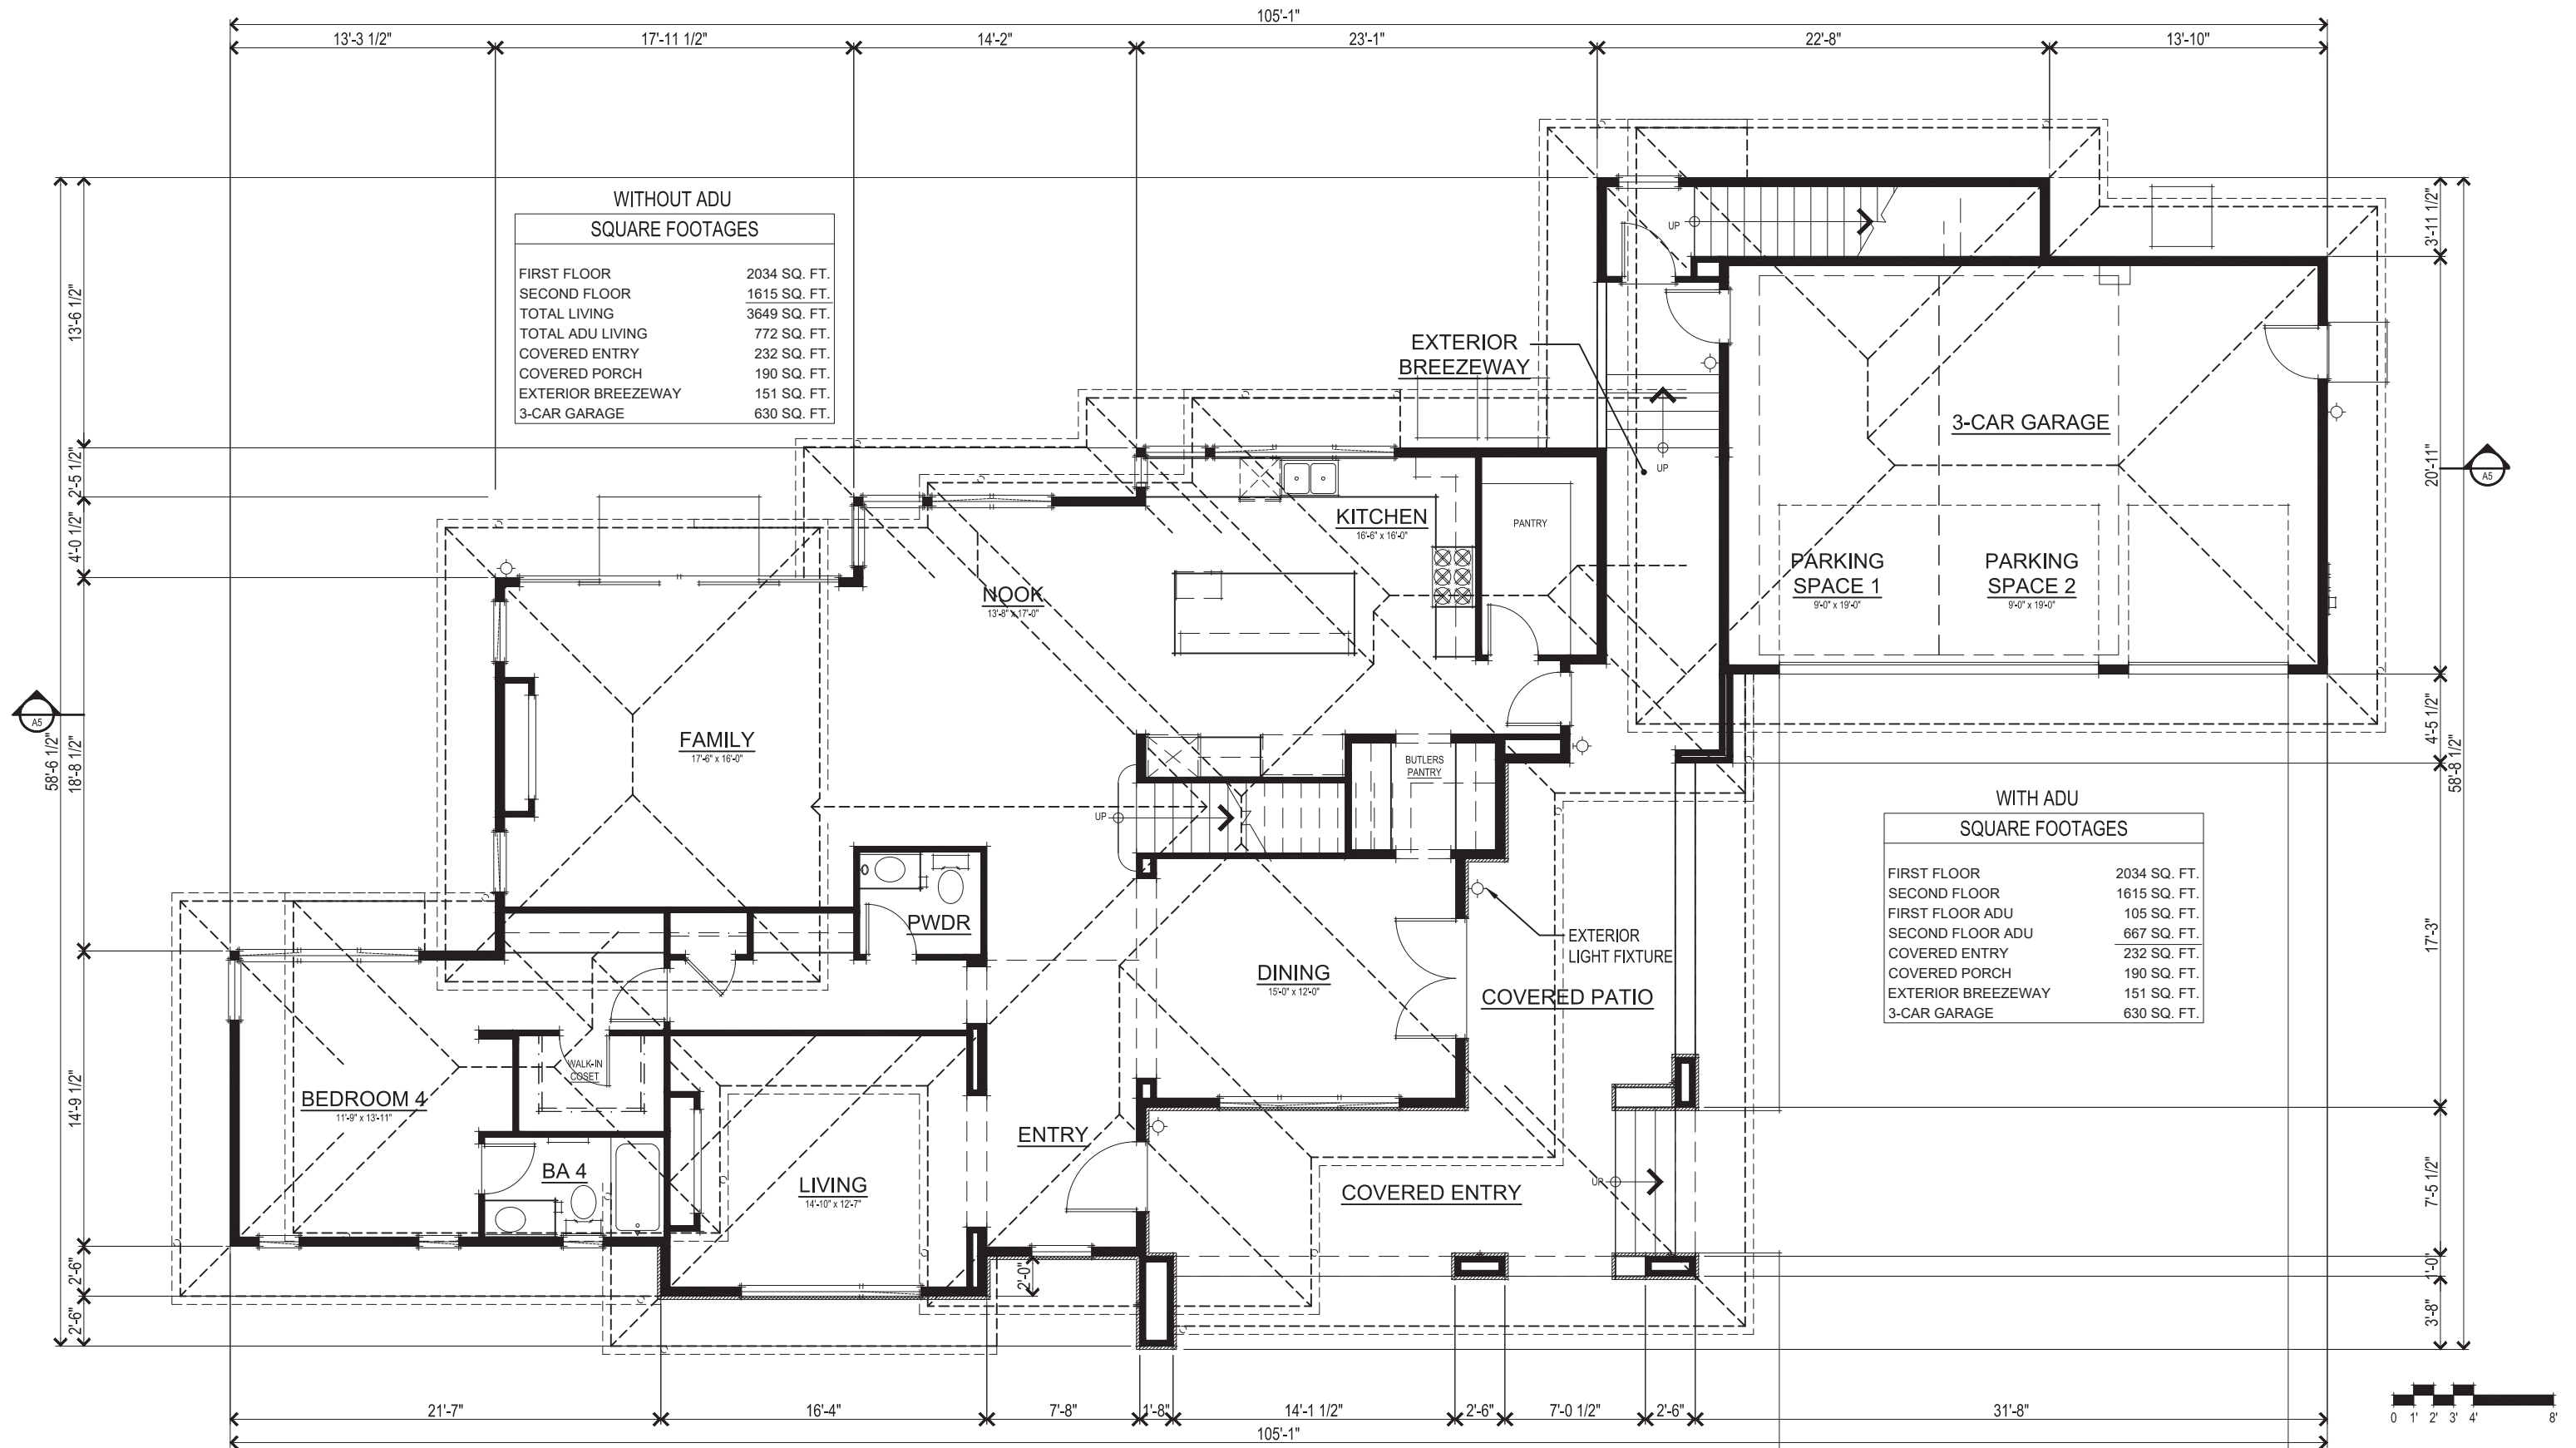 105'-1"
13'-3 1/2" 17'-11 1/2" 14'-2" 23'-1" 22'-8" 13'-10"
WITHOUT ADU
SQUARE FOOTAGES
FIRST FLOOR 2034 SQ. FT.
SECOND FLOOR 1615 SQ. FT.
TOTAL LIVING 3649 SQ. FT.
TOTAL ADU LIVING 772 SQ. FT.
COVERED ENTRY 232 SQ. FT.
COVERED PORCH 190 SQ. FT.
EXTERIOR BREEZEWAY 151 SQ. FT.
3-CAR GARAGE 630 SQ. FT.
58'-6 1/2"
13'-6 1/2"
2'-5 1/2"
4'-0 1/2"
18'-8 1/2"
14'-9 1/2"
2'-6"
2'-6"
A5
UP
EXTERIOR
BREEZEWAY
UP
3-CAR GARAGE
PARKING
SPACE 1
9'-0" x 19'-0"
PARKING
SPACE 2
9'-0" x 19'-0"
KITCHEN
16'-6" x 16'-0"
PANTRY
NOOK
13'-8" x 17'-0"
FAMILY
17'-6" x 16'-0"
BUTLERS
PANTRY
UP
PWDR
DINING
15'-0" x 12'-0"
EXTERIOR
LIGHT FIXTURE
COVERED PATIO
WALK-IN
COSET
BEDROOM 4
11'-9" x 13'-11"
BA 4
LIVING
14'-10" x 12'-7"
ENTRY
COVERED ENTRY
UP
2'-0"
WITH ADU
SQUARE FOOTAGES
FIRST FLOOR 2034 SQ. FT.
SECOND FLOOR 1615 SQ. FT.
FIRST FLOOR ADU 105 SQ. FT.
SECOND FLOOR ADU 667 SQ. FT.
COVERED ENTRY 232 SQ. FT.
COVERED PORCH 190 SQ. FT.
EXTERIOR BREEZEWAY 151 SQ. FT.
3-CAR GARAGE 630 SQ. FT.
3'-11 1/2"
20'-11"
4'-5 1/2"
17'-3"
7'-5 1/2"
1'-0"
3'-8"
58'-8 1/2"
A5
21'-7" 16'-4" 7'-8" 1'-8" 14'-1 1/2" 2'-6" 7'-0 1/2" 2'-6" 31'-8"
105'-1"
0 1' 2' 3' 4' 8'